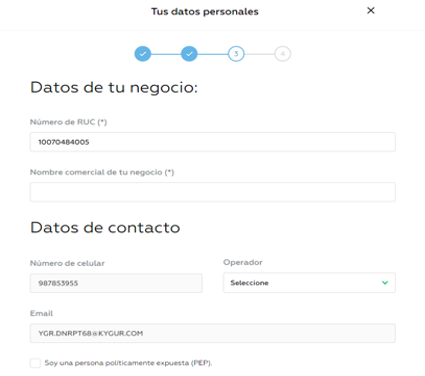 Tus datos personales
3 4
Datos de tu negocio:
Número de RUC (*)
10070484005
Nombre comercial de tu negocio (*)
Datos de contacto
Número de celular
Operador
987853955
Seleccione
Email
YGR.DNRPT68@KYGUR.COM
Soy una persona políticamente expuesta (PEP).